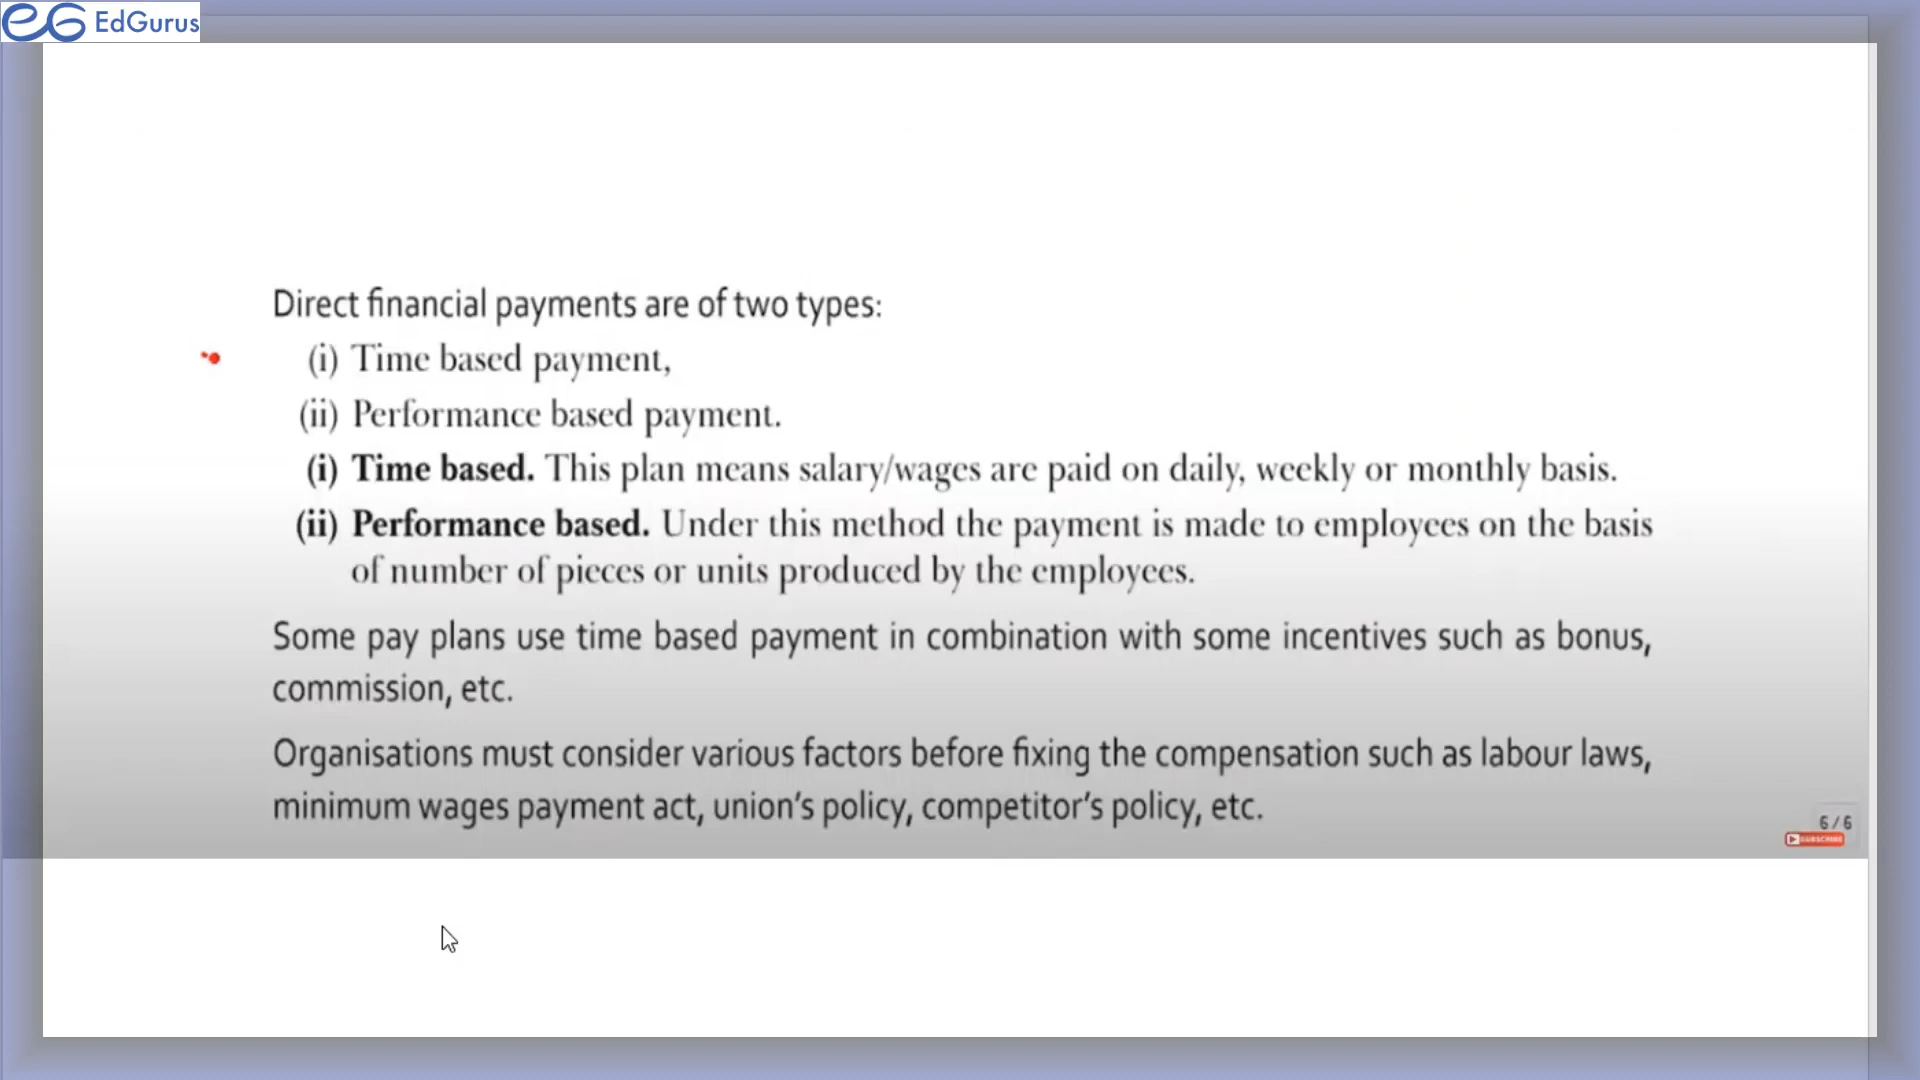 EdGurus
Direct financial payments are of two types:
(i) Time based payment,
(ii) Performance based payment.
(i) Time based. This plan means salary/wages are paid on daily, weekly or monthly basis.
(ii) Performance based. Under this method the payment is made to employees on the basis
of number of pieces or units produced by the employees.
Some pay plans use time based payment in combination with some incentives such as bonus,
commission, etc.
Organisations must consider various factors before fixing the compensation such as labour laws,
minimum wages payment act, union's policy, competitor's policy, etc.
6 / 6
SUBSCRIBE